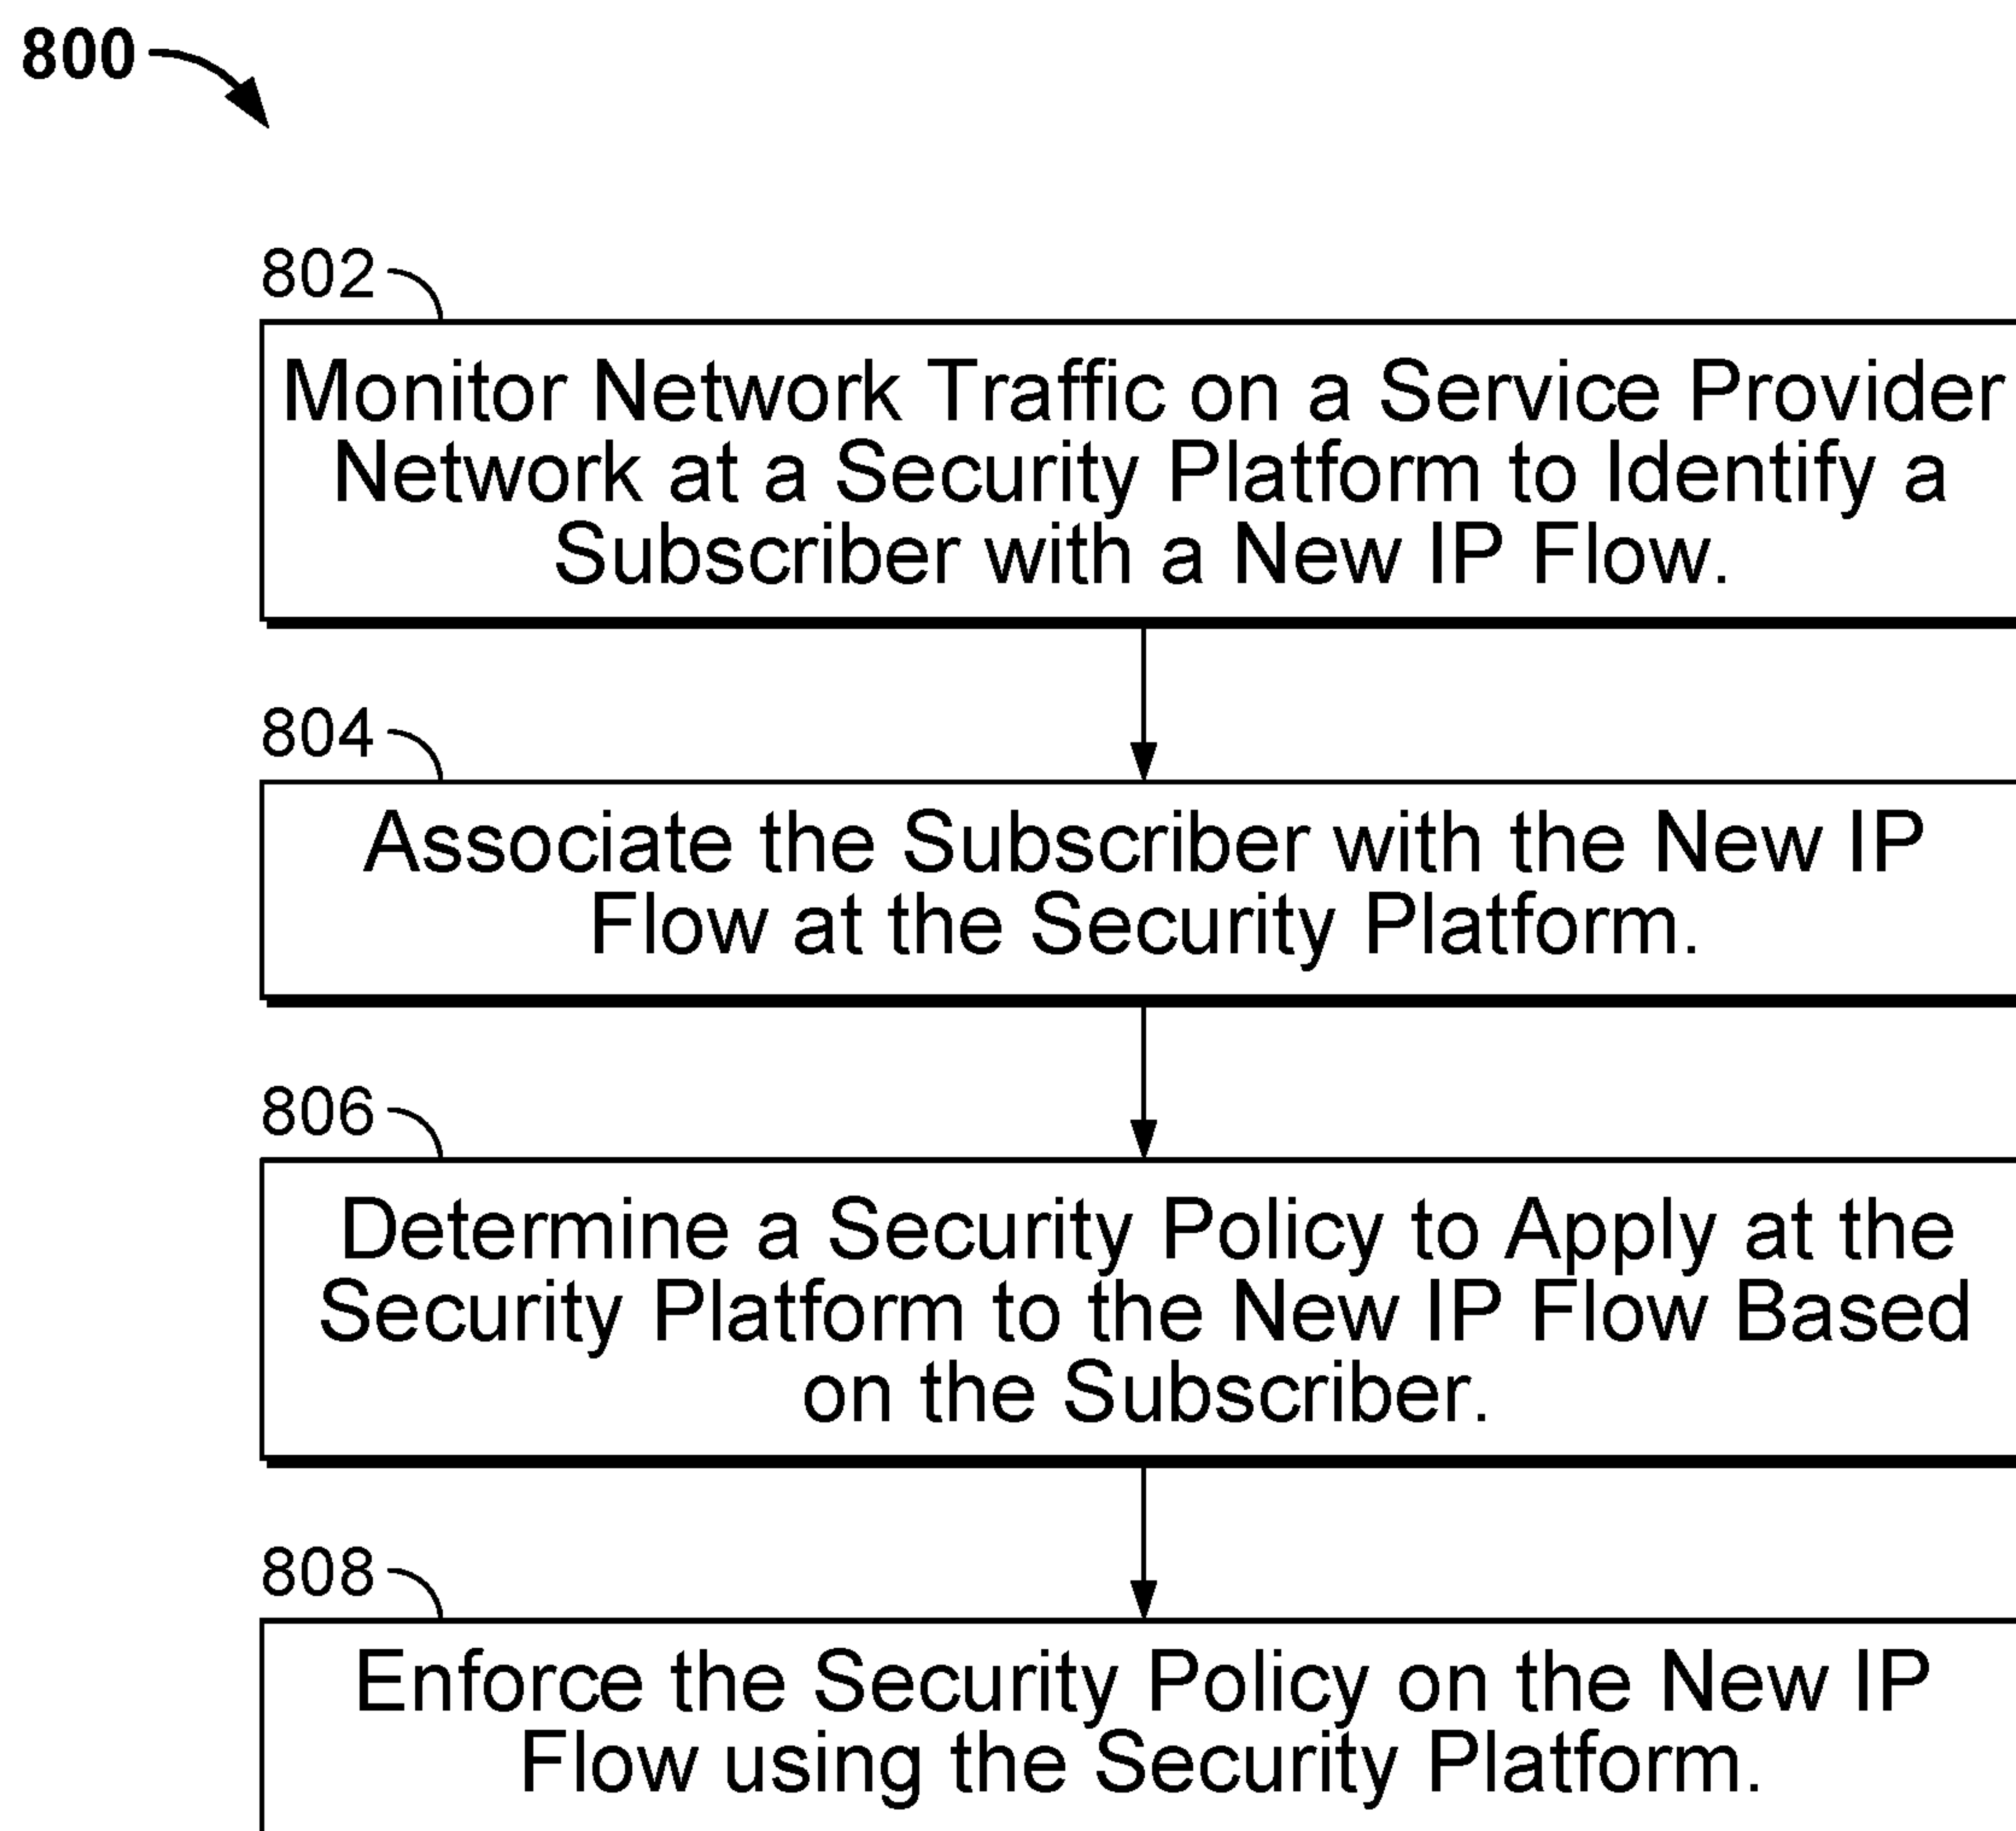 800
802
Monitor Network Traffic on a Service Provider
Network at a Security Platform to Identify a
Subscriber with a New IP Flow.
804
Associate the Subscriber with the New IP
Flow at the Security Platform.
806
Determine a Security Policy to Apply at the
Security Platform to the New IP Flow Based
on the Subscriber.
808
Enforce the Security Policy on the New IP
Flow using the Security Platform.